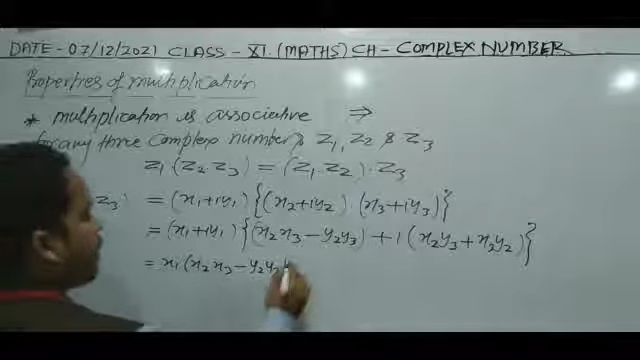 DATE - 07/12/2021 CLASS - XI. (MATHS) CH - COMPLEX NUMBER
Properties of multiplication
* multiplication is associative ⇒
for any three Complex numbers Z₁, Z₂ & Z₃
Z₁ (Z₂ · Z₃) = (Z₁ · Z₂) · Z₃
Z₃) = (x₁+iy₁) {(x₂+iy₂) · (x₃+iy₃)}
= (x₁+iy₁) {(x₂x₃ - y₂y₃) + i (x₂y₃ + x₃y₂)}
= x₁(x₂x₃ - y₂y₃